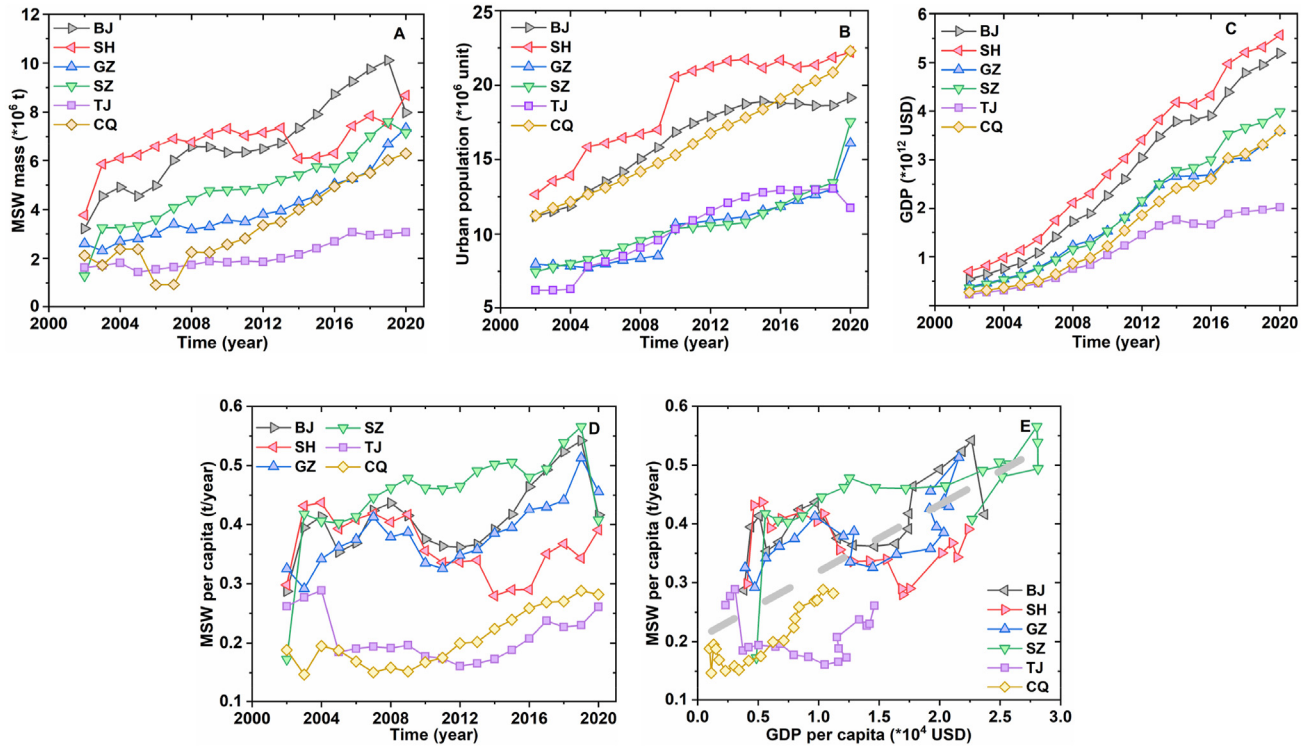 A
BJ
SH
GZ
SZ
TJ
CQ
MSW mass (*10⁶ t)
12
10
8
6
4
2
0
2000 2004 2008 2012 2016 2020
Time (year)
B
BJ
SH
GZ
SZ
TJ
CQ
Urban population (*10⁶ unit)
25
20
15
10
5
2000 2004 2008 2012 2016 2020
Time (year)
C
BJ
SH
GZ
SZ
TJ
CQ
GDP (*10¹² USD)
6
5
4
3
2
1
2000 2004 2008 2012 2016 2020
Time (year)
D
BJ SZ
SH TJ
GZ CQ
MSW per capita (t/year)
0.6
0.5
0.4
0.3
0.2
0.1
2000 2004 2008 2012 2016 2020
Time (year)
E
MSW per capita (t/year)
0.6
0.5
0.4
0.3
0.2
0.1
BJ
SH
GZ
SZ
TJ
CQ
0.0 0.5 1.0 1.5 2.0 2.5 3.0
GDP per capita (*10⁴ USD)